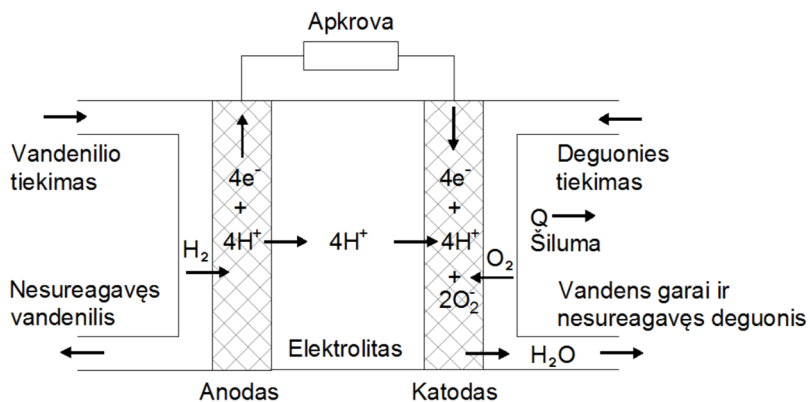 Apkrova
Vandenilio
tiekimas
4e⁻
+
4H⁺
H₂
4H⁺
4e⁻
+
4H⁺
+
2O₂⁻
O₂
Deguonies
tiekimas
Q
Šiluma
Nesureagavęs
vandenilis
Vandens garai ir
nesureagavęs deguonis
Elektrolitas
H₂O
Anodas
Katodas